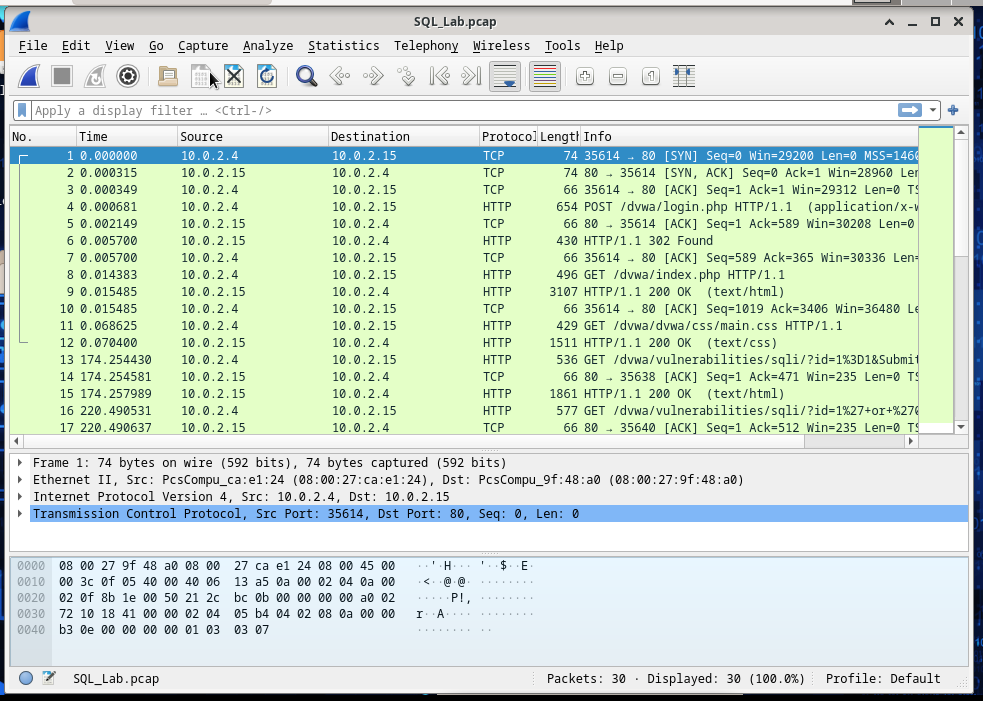 SQL_Lab.pcap
File Edit View Go Capture Analyze Statistics Telephony Wireless Tools Help
Apply a display filter … <Ctrl-/>
No. Time Source Destination Protocol Length Info
1 0.000000 10.0.2.4 10.0.2.15 TCP 74 35614 → 80 [SYN] Seq=0 Win=29200 Len=0 MSS=1460
2 0.000315 10.0.2.15 10.0.2.4 TCP 74 80 → 35614 [SYN, ACK] Seq=0 Ack=1 Win=28960 Len
3 0.000349 10.0.2.4 10.0.2.15 TCP 66 35614 → 80 [ACK] Seq=1 Ack=1 Win=29312 Len=0 TS
4 0.000681 10.0.2.4 10.0.2.15 HTTP 654 POST /dvwa/login.php HTTP/1.1 (application/x-w
5 0.002149 10.0.2.15 10.0.2.4 TCP 66 80 → 35614 [ACK] Seq=1 Ack=589 Win=30208 Len=0
6 0.005700 10.0.2.15 10.0.2.4 HTTP 430 HTTP/1.1 302 Found
7 0.005700 10.0.2.4 10.0.2.15 TCP 66 35614 → 80 [ACK] Seq=589 Ack=365 Win=30336 Len=
8 0.014383 10.0.2.4 10.0.2.15 HTTP 496 GET /dvwa/index.php HTTP/1.1
9 0.015485 10.0.2.15 10.0.2.4 HTTP 3107 HTTP/1.1 200 OK (text/html)
10 0.015485 10.0.2.4 10.0.2.15 TCP 66 35614 → 80 [ACK] Seq=1019 Ack=3406 Win=36480 Le
11 0.068625 10.0.2.4 10.0.2.15 HTTP 429 GET /dvwa/dvwa/css/main.css HTTP/1.1
12 0.070400 10.0.2.15 10.0.2.4 HTTP 1511 HTTP/1.1 200 OK (text/css)
13 174.254430 10.0.2.4 10.0.2.15 HTTP 536 GET /dvwa/vulnerabilities/sqli/?id=1%3D1&Submit
14 174.254581 10.0.2.15 10.0.2.4 TCP 66 80 → 35638 [ACK] Seq=1 Ack=471 Win=235 Len=0 TS
15 174.257989 10.0.2.15 10.0.2.4 HTTP 1861 HTTP/1.1 200 OK (text/html)
16 220.490531 10.0.2.4 10.0.2.15 HTTP 577 GET /dvwa/vulnerabilities/sqli/?id=1%27+or+%270
17 220.490637 10.0.2.15 10.0.2.4 TCP 66 80 → 35640 [ACK] Seq=1 Ack=512 Win=235 Len=0 TS
Frame 1: 74 bytes on wire (592 bits), 74 bytes captured (592 bits)
Ethernet II, Src: PcsCompu_ca:e1:24 (08:00:27:ca:e1:24), Dst: PcsCompu_9f:48:a0 (08:00:27:9f:48:a0)
Internet Protocol Version 4, Src: 10.0.2.4, Dst: 10.0.2.15
Transmission Control Protocol, Src Port: 35614, Dst Port: 80, Seq: 0, Len: 0
0000 08 00 27 9f 48 a0 08 00 27 ca e1 24 08 00 45 00 ··'·H··· '··$··E·
0010 00 3c 0f 05 40 00 40 06 13 a5 0a 00 02 04 0a 00 ·<··@·@· ········
0020 02 0f 8b 1e 00 50 21 2c bc 0b 00 00 00 00 a0 02 ·····P!, ········
0030 72 10 18 41 00 00 02 04 05 b4 04 02 08 0a 00 00 r··A···· ········
0040 b3 0e 00 00 00 00 01 03 03 07 ········ ··
SQL_Lab.pcap Packets: 30 · Displayed: 30 (100.0%) Profile: Default